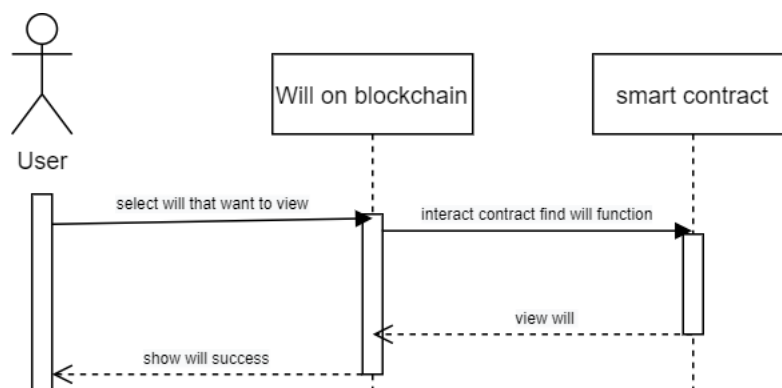 Will on blockchain
smart contract
User
select will that want to view
interact contract find will function
view will
show will success